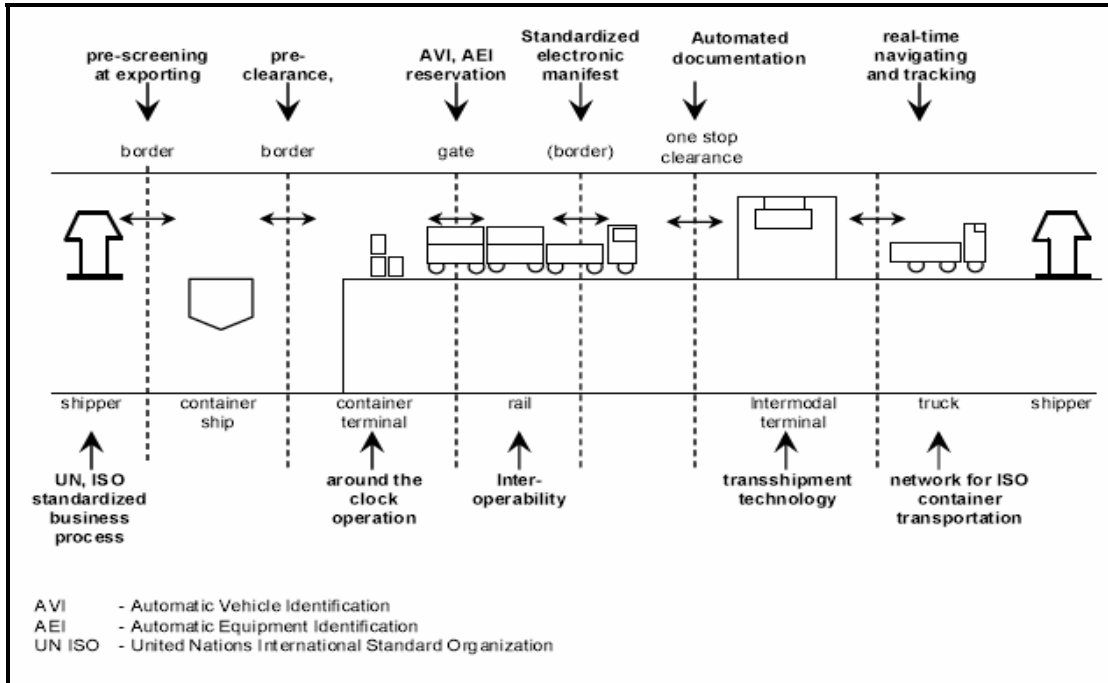 pre-screening
at exporting
pre-
clearance,
AVI, AEI
reservation
Standardized
electronic
manifest
Automated
documentation
real-time
navigating
and tracking
border
border
gate
(border)
one stop
clearance
shipper
container
ship
container
terminal
rail
Intermodal
terminal
truck
shipper
UN, ISO
standardized
business
process
around the
clock
operation
Inter-
operability
transshipment
technology
network for ISO
container
transportation
AVI - Automatic Vehicle Identification
AEI - Automatic Equipment Identification
UN ISO - United Nations International Standard Organization